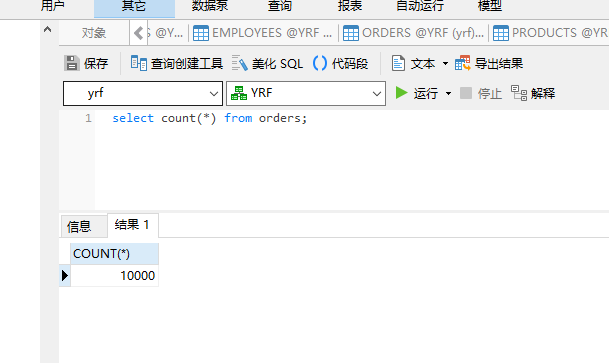 用户 其它 数据泵 查询 报表 自动运行 模型
对象 S @Y... EMPLOYEES @YRF ... ORDERS @YRF (yrf)... PRODUCTS @YR
保存 查询创建工具 美化 SQL () 代码段 文本 导出结果
yrf YRF 运行 停止 解释
1 select count(*) from orders;
信息 结果 1
COUNT(*)
10000